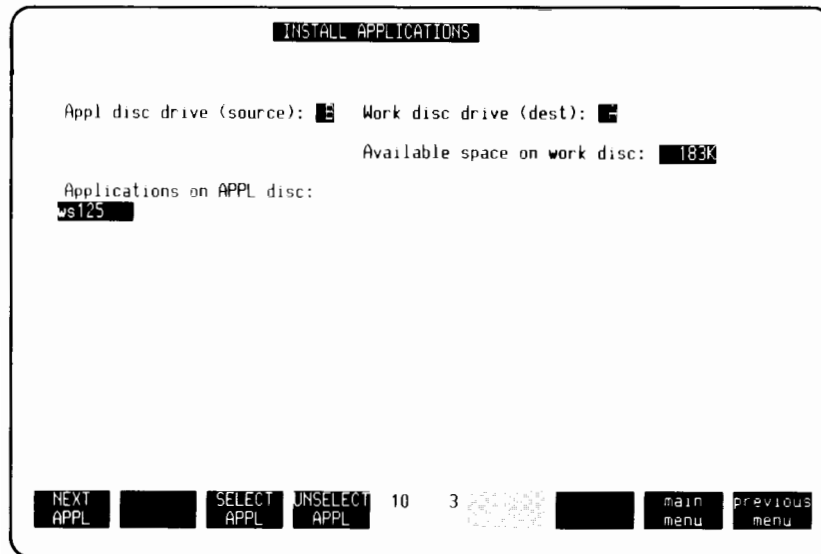 INSTALL APPLICATIONS
Appl disc drive (source): B Work disc drive (dest):
Available space on work disc: 183K
Applications on APPL disc:
ws125
NEXT SELECT UNSELECT 10 3 main previous
APPL APPL APPL menu menu